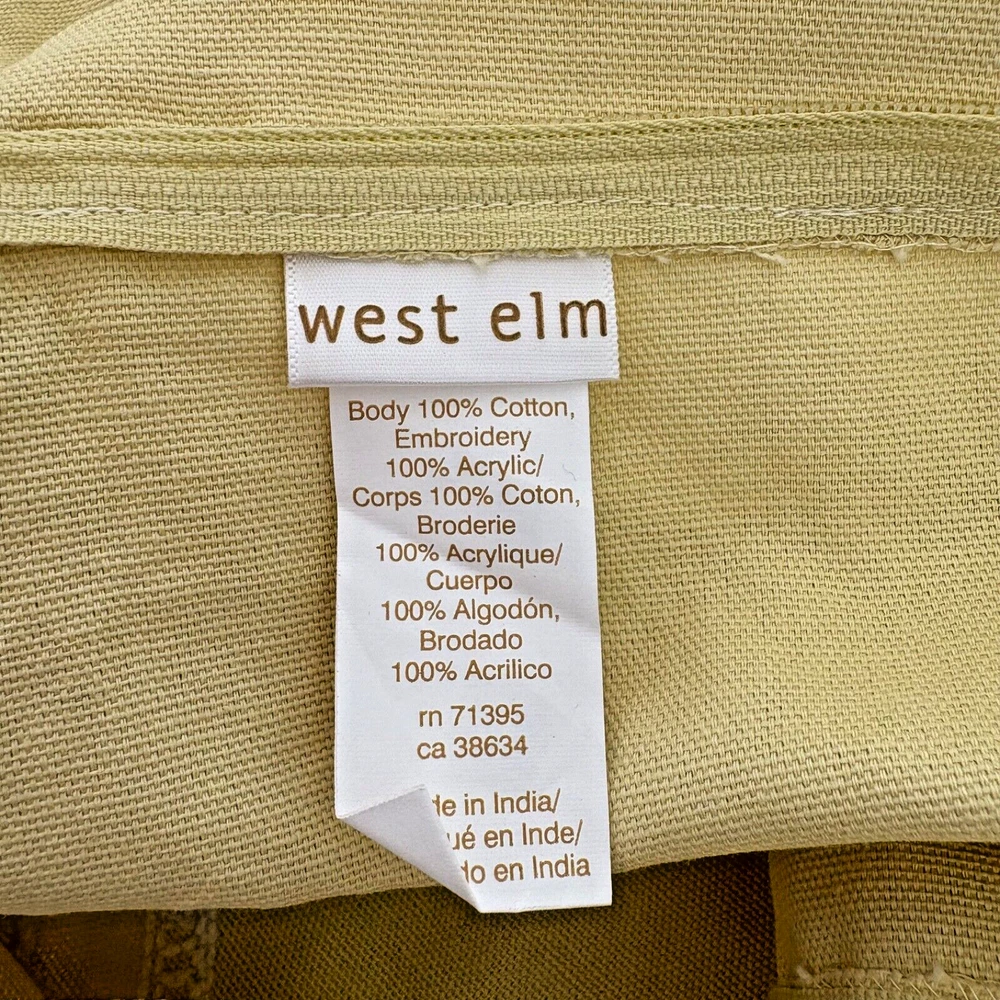 west elm
Body 100% Cotton,
Embroidery
100% Acrylic/
Corps 100% Coton,
Broderie
100% Acrylique/
Cuerpo
100% Algodón,
Brodado
100% Acrilico
rn 71395
ca 38634
in India/
en Inde/
en India